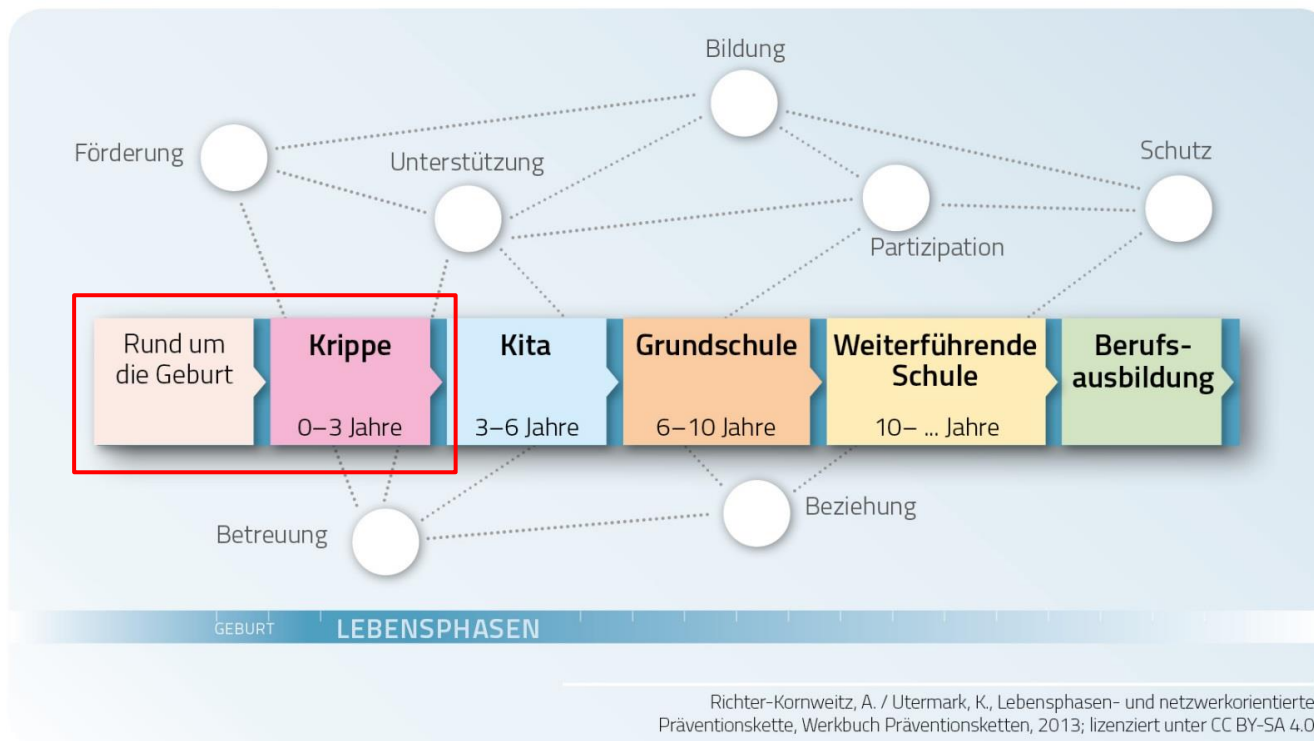 Bildung
Förderung
Unterstützung
Schutz
Partizipation
Rund um
die Geburt
Krippe
0–3 Jahre
Kita
3–6 Jahre
Grundschule
6–10 Jahre
Weiterführende
Schule
10– ... Jahre
Berufs-
ausbildung
Beziehung
Betreuung
GEBURT
LEBENSPHASEN
Richter-Kornweitz, A. / Utermark, K., Lebensphasen- und netzwerkorientierte
Präventionskette, Werkbuch Präventionsketten, 2013; lizenziert unter CC BY-SA 4.0